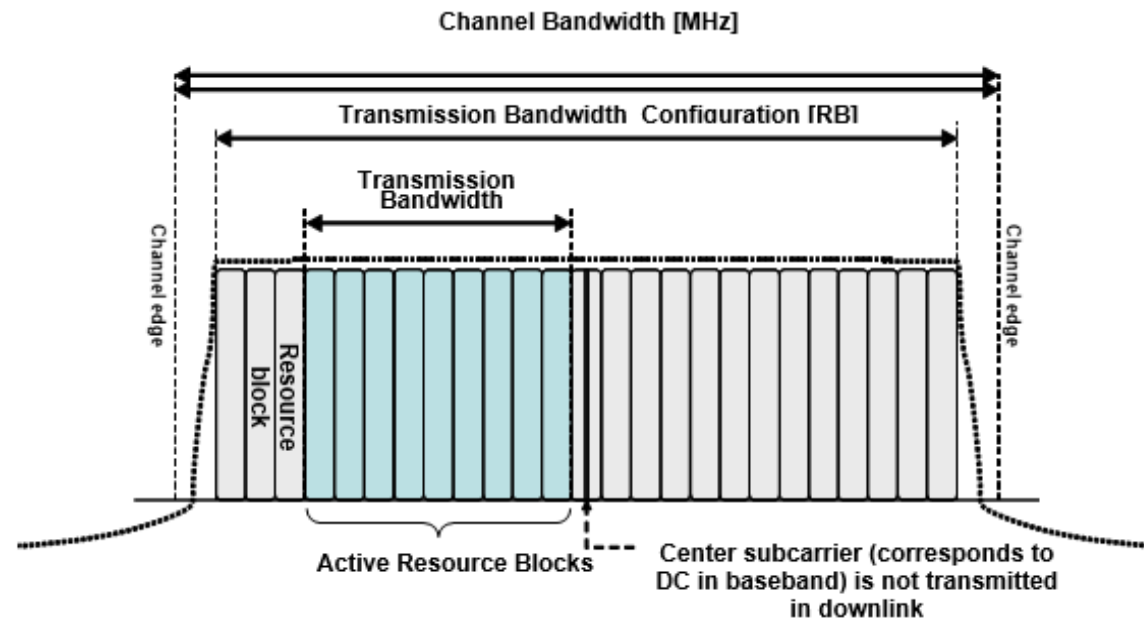 Channel Bandwidth [MHz]
Transmission Bandwidth Configuration [RB]
Transmission
Bandwidth
Channel edge
Channel edge
Resource
block
Active Resource Blocks
Center subcarrier (corresponds to
DC in baseband) is not transmitted
in downlink